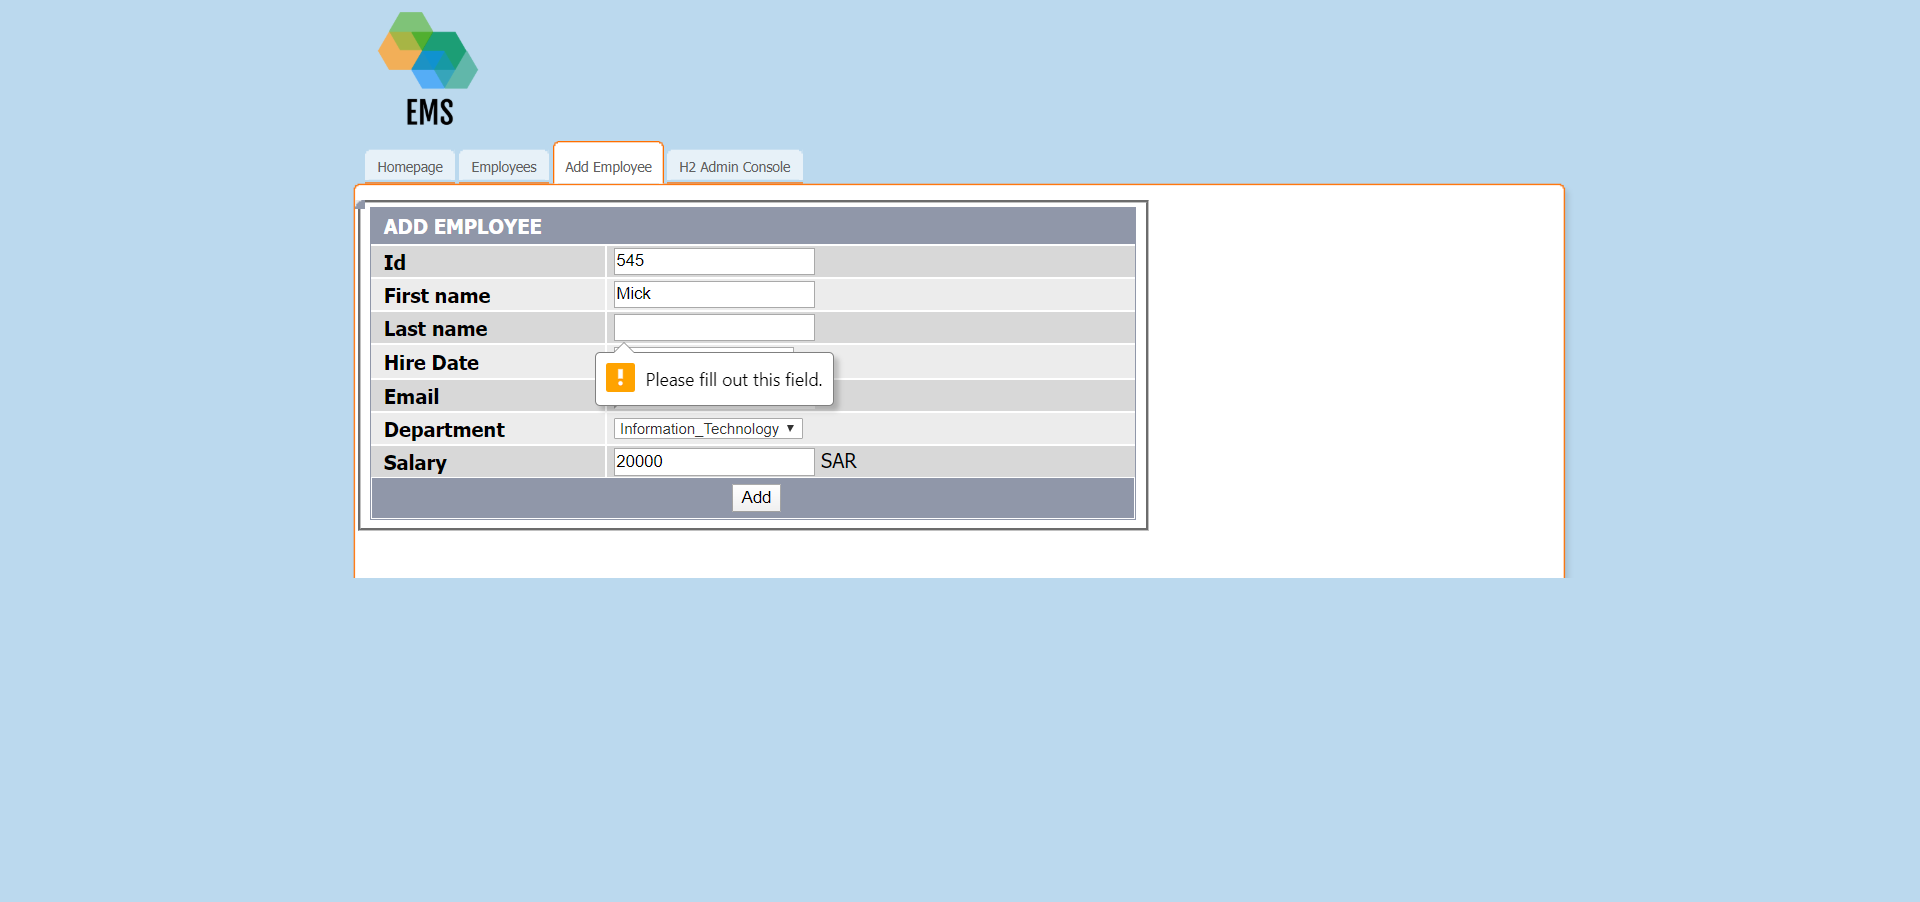 EMS
Homepage Employees Add Employee H2 Admin Console
ADD EMPLOYEE
Id 545
First name Mick
Last name
Hire Date
! Please fill out this field.
Email
Department Information_Technology
Salary 20000 SAR
Add